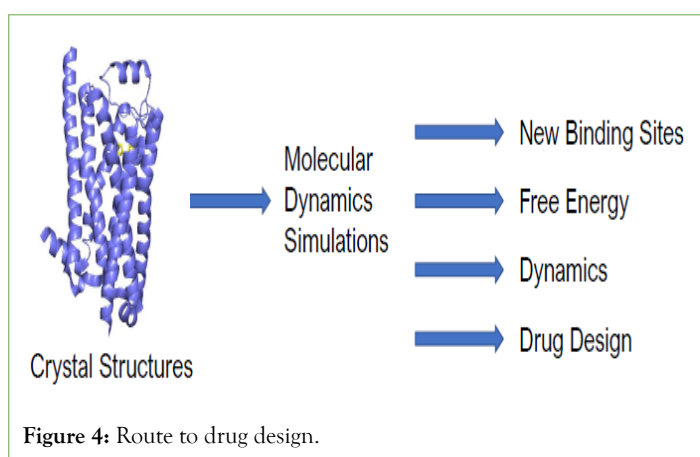 Crystal Structures
Molecular
Dynamics
Simulations
New Binding Sites
Free Energy
Dynamics
Drug Design
Figure 4: Route to drug design.